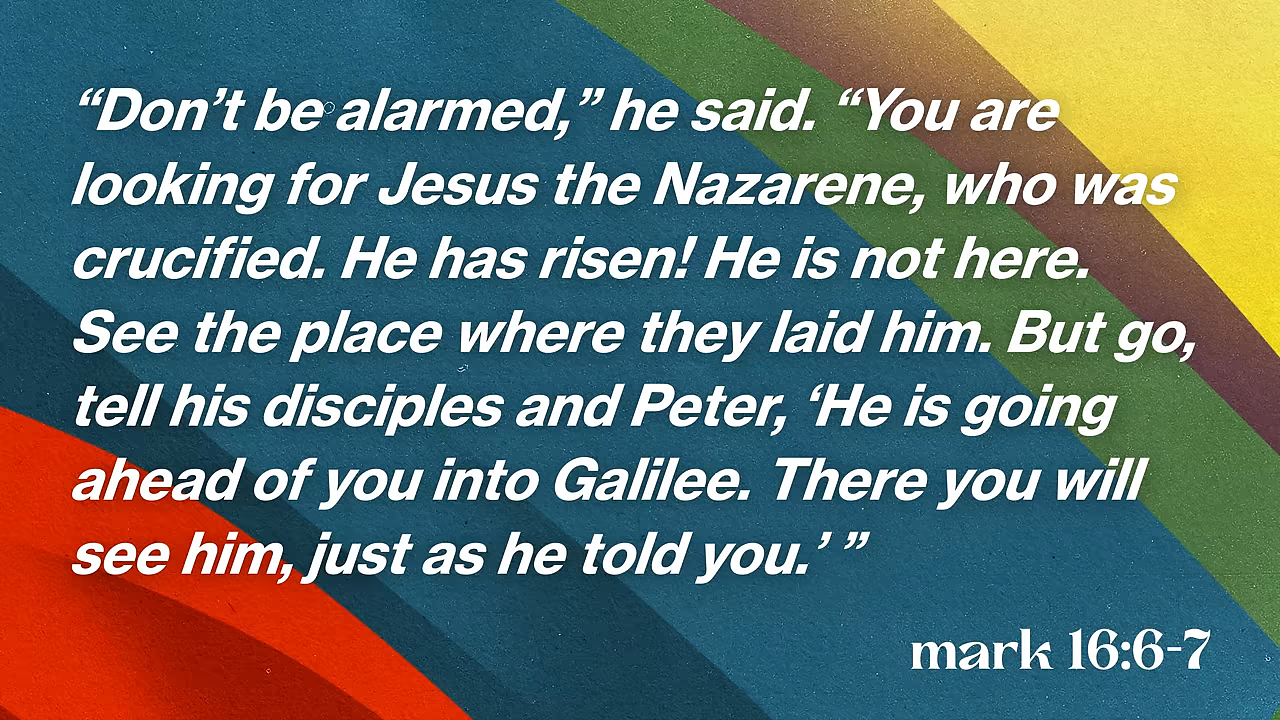 “Don’t be alarmed,” he said. “You are
looking for Jesus the Nazarene, who was
crucified. He has risen! He is not here.
See the place where they laid him. But go,
tell his disciples and Peter, ‘He is going
ahead of you into Galilee. There you will
see him, just as he told you.’ ”
mark 16:6-7